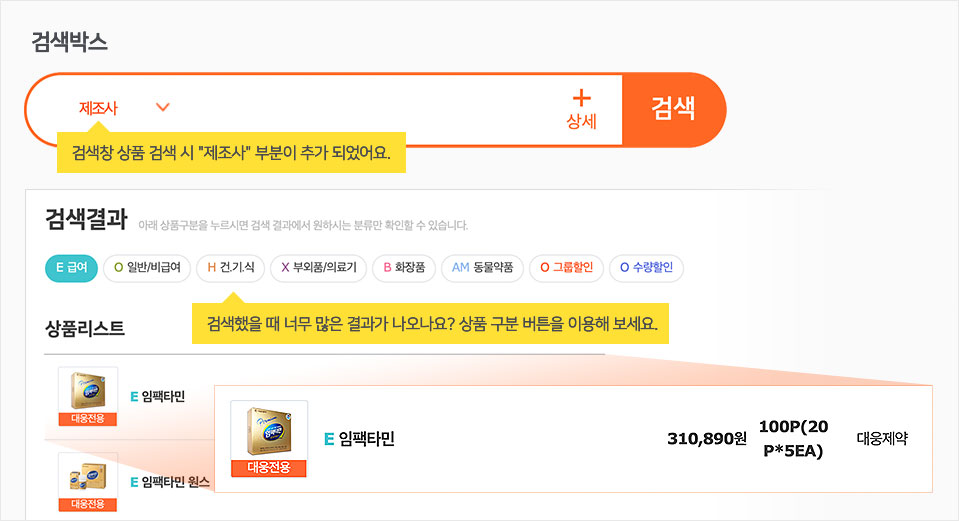 검색박스
제조사
상세
검색
검색창 상품 검색 시 "제조사" 부분이 추가 되었어요.
검색결과 아래 상품구분을 누르시면 검색 결과에서 원하시는 분류만 확인할 수 있습니다.
E 급여 O 일반/비급여 H 건.기.식 X 부외품/의료기 B 화장품 AM 동물약품 O 그룹할인 O 수량할인
검색했을 때 너무 많은 결과가 나오나요? 상품 구분 버튼을 이용해 보세요.
상품리스트
E 임팩타민
대웅전용
임팩타민
대웅전용
E 임팩타민
310,890원
100P(20
P*5EA)
대웅제약
E 임팩타민 원스
대웅전용